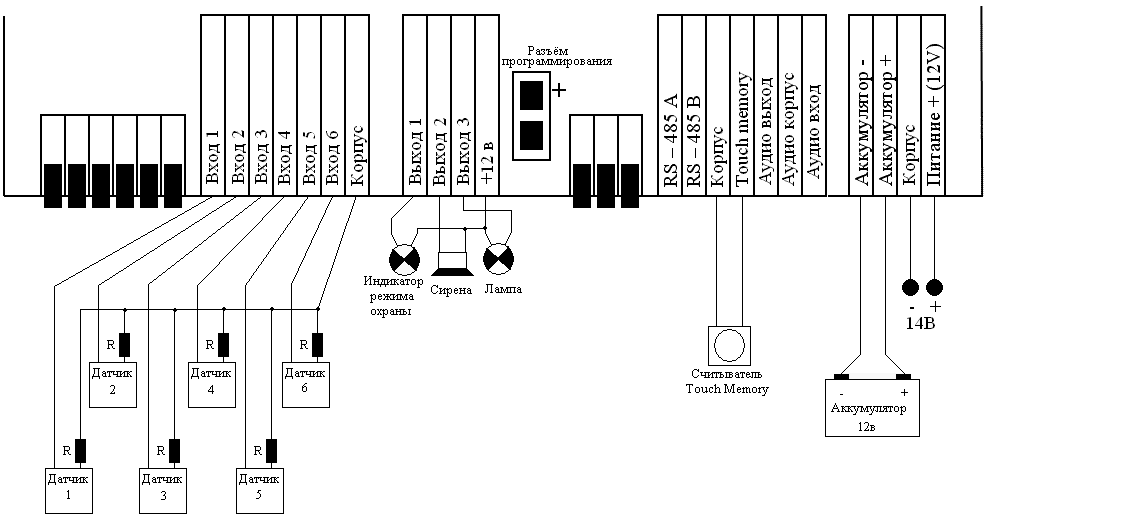 Вход 1
Вход 2
Вход 3
Вход 4
Вход 5
Вход 6
Корпус
Выход 1
Выход 2
Выход 3
+12 в
Разъём
программирования
+
RS – 485 A
RS – 485 B
Корпус
Touch memory
Аудио выход
Аудио корпус
Аудио вход
Аккумулятор -
Аккумулятор +
Корпус
Питание + (12V)
Индикатор
режима
охраны
Сирена
Лампа
- +
14В
R
Датчик
2
R
Датчик
4
R
Датчик
6
Считыватель
Touch Memory
- +
Аккумулятор
12в
R
Датчик
1
R
Датчик
3
R
Датчик
5